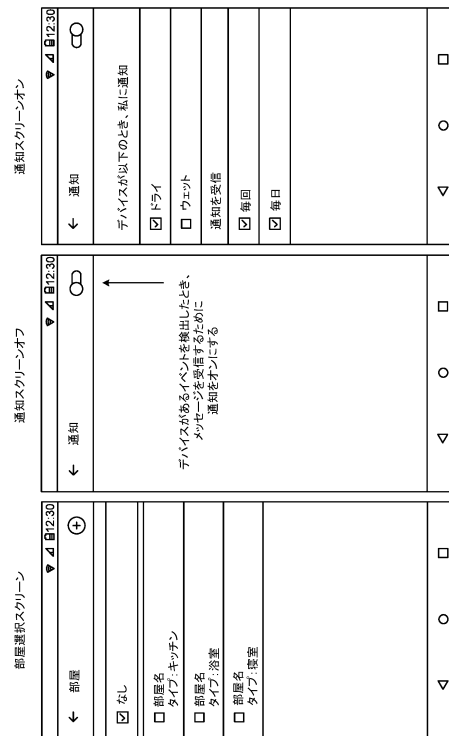 部屋選択スクリーン
12:30
← 部屋
なし
部屋名
タイプ:キッチン
部屋名
タイプ:浴室
部屋名
タイプ:寝室
通知スクリーンオフ
12:30
← 通知
デバイスがあるイベントを検出したとき、
メッセージを受信するために
通知をオンにする
通知スクリーンオン
12:30
← 通知
デバイスが以下のとき、私に通知
ドライ
ウェット
通知を受信
毎回
毎日